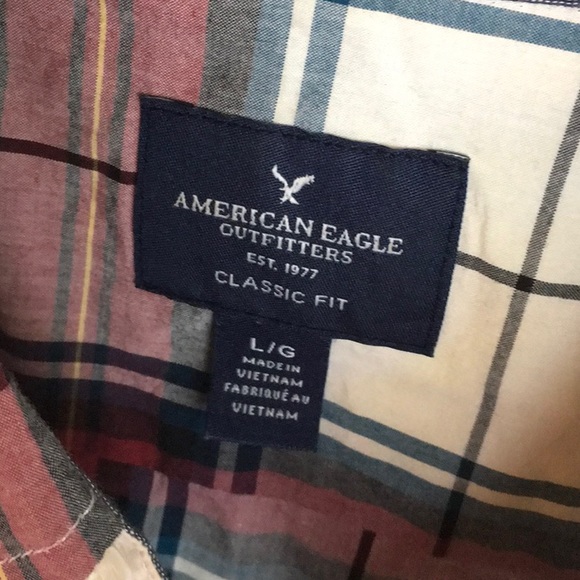 AMERICAN EAGLE
OUTFITTERS
EST. 1977
CLASSIC FIT
L/G
MADE IN
VIETNAM
FABRIQUÉ AU
VIETNAM